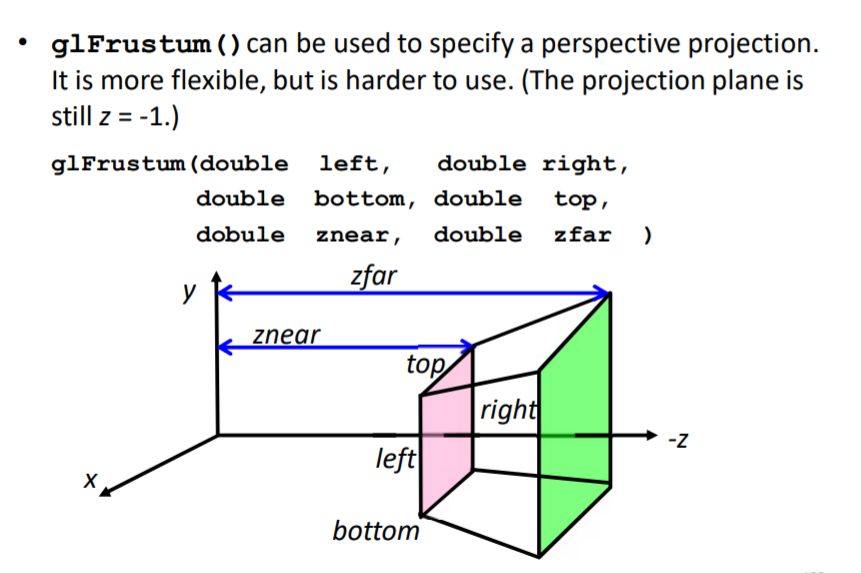 • glFrustum() can be used to specify a perspective projection.
It is more flexible, but is harder to use. (The projection plane is
still z = -1.)
glFrustum(double left, double right,
double bottom, double top,
dobule znear, double zfar )
zfar
y
znear
top
right
-z
left
x
bottom